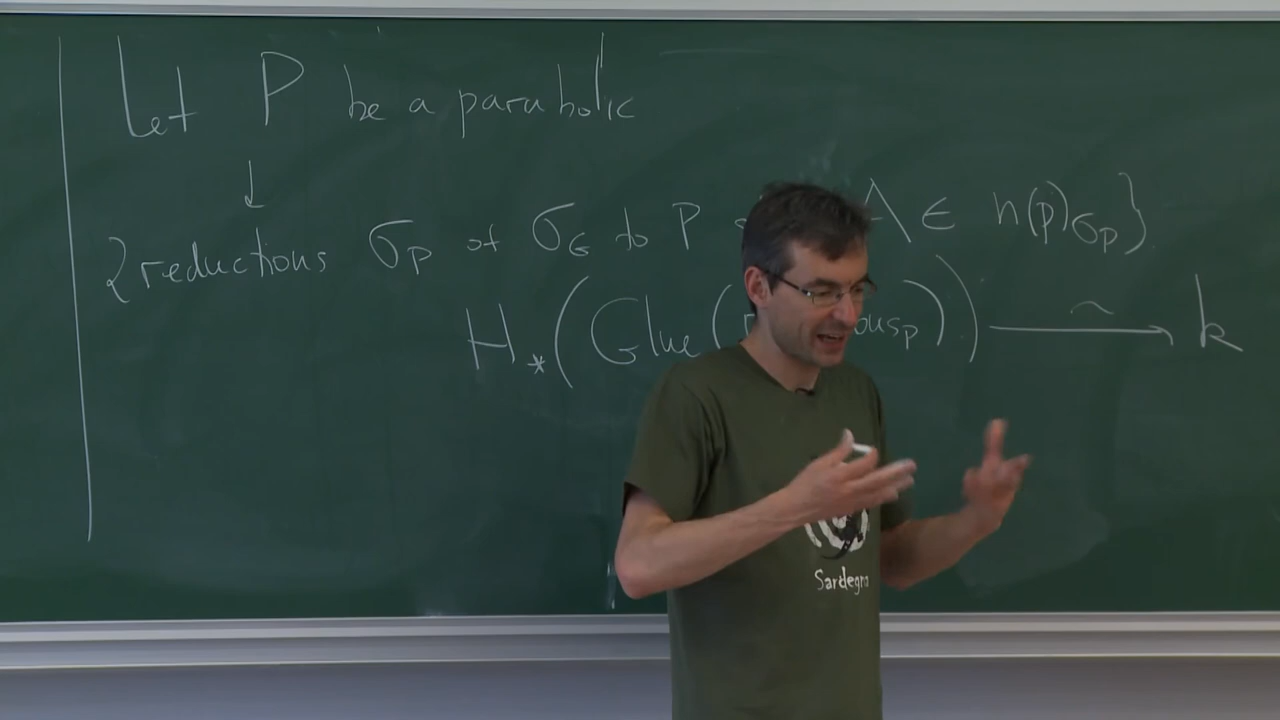 Let P be a parabolic
↓
{reductions σ_P of σ_G to P A ∈ n(p)_{σ_P}}
H_*(Glue( ous_P)) ⟶^∼ k
Sardegna